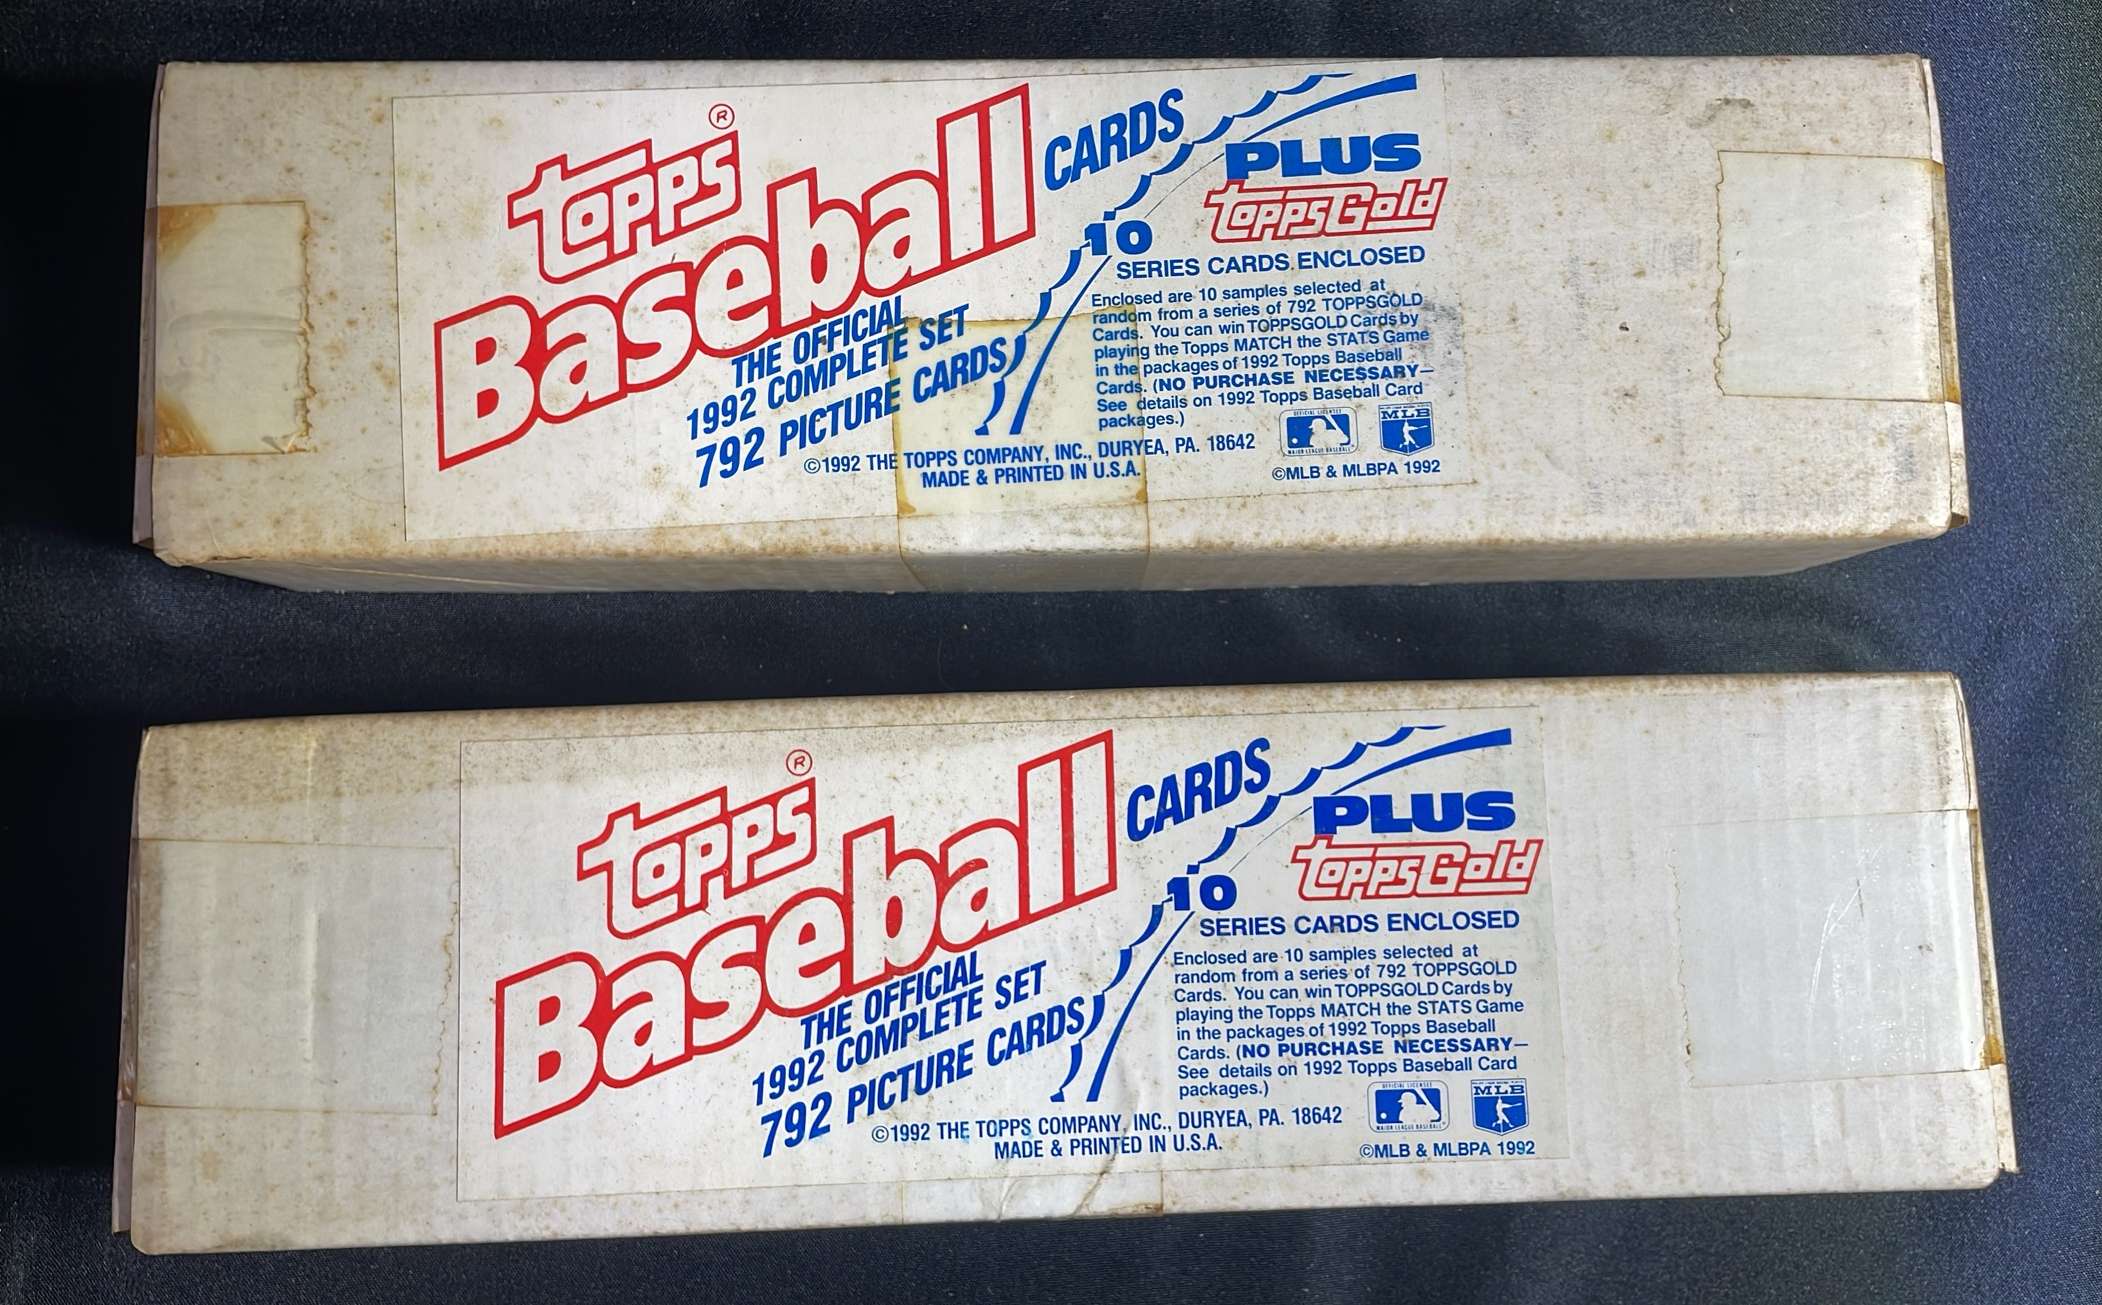 topps®
Baseball CARDS
THE OFFICIAL
1992 COMPLETE SET
792 PICTURE CARDS
PLUS
10
toppsGold
SERIES CARDS ENCLOSED
Enclosed are 10 samples selected at
random from a series of 792 TOPPSGOLD
Cards. You can win TOPPSGOLD Cards by
playing the Topps MATCH the STATS Game
in the packages of 1992 Topps Baseball
Cards. (NO PURCHASE NECESSARY—
See details on 1992 Topps Baseball Card
packages.)
©1992 THE TOPPS COMPANY, INC., DURYEA, PA. 18642
MADE & PRINTED IN U.S.A.
MLB
©MLB & MLBPA 1992
topps®
Baseball CARDS
THE OFFICIAL
1992 COMPLETE SET
792 PICTURE CARDS
PLUS
10
toppsGold
SERIES CARDS ENCLOSED
Enclosed are 10 samples selected at
random from a series of 792 TOPPSGOLD
Cards. You can win TOPPSGOLD Cards by
playing the Topps MATCH the STATS Game
in the packages of 1992 Topps Baseball
Cards. (NO PURCHASE NECESSARY—
See details on 1992 Topps Baseball Card
packages.)
©1992 THE TOPPS COMPANY, INC., DURYEA, PA. 18642
MADE & PRINTED IN U.S.A.
MLB
©MLB & MLBPA 1992